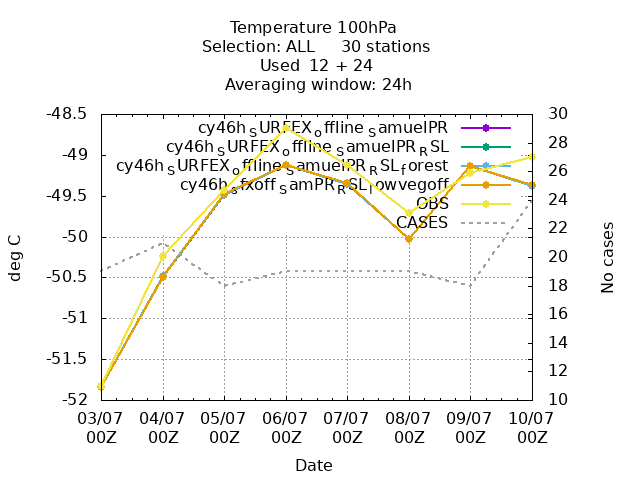 Temperature 100hPa
Selection: ALL 30 stations
Used 12 + 24
Averaging window: 24h
-48.5
-49
-49.5
-50
-50.5
-51
-51.5
-52
deg C
30
28
26
24
22
20
18
16
14
12
10
No cases
cy46h_SURFEX_offline_SamuelPR
cy46h_SURFEX_offline_SamuelPR_RSL
cy46h_SURFEX_offline_SamuelPR_RSL_forest
cy46h_sfxoff_SamPR_RSL_lowvegoff
OBS
CASES
03/07 04/07 05/07 06/07 07/07 08/07 09/07 10/07
00Z 00Z 00Z 00Z 00Z 00Z 00Z 00Z
Date